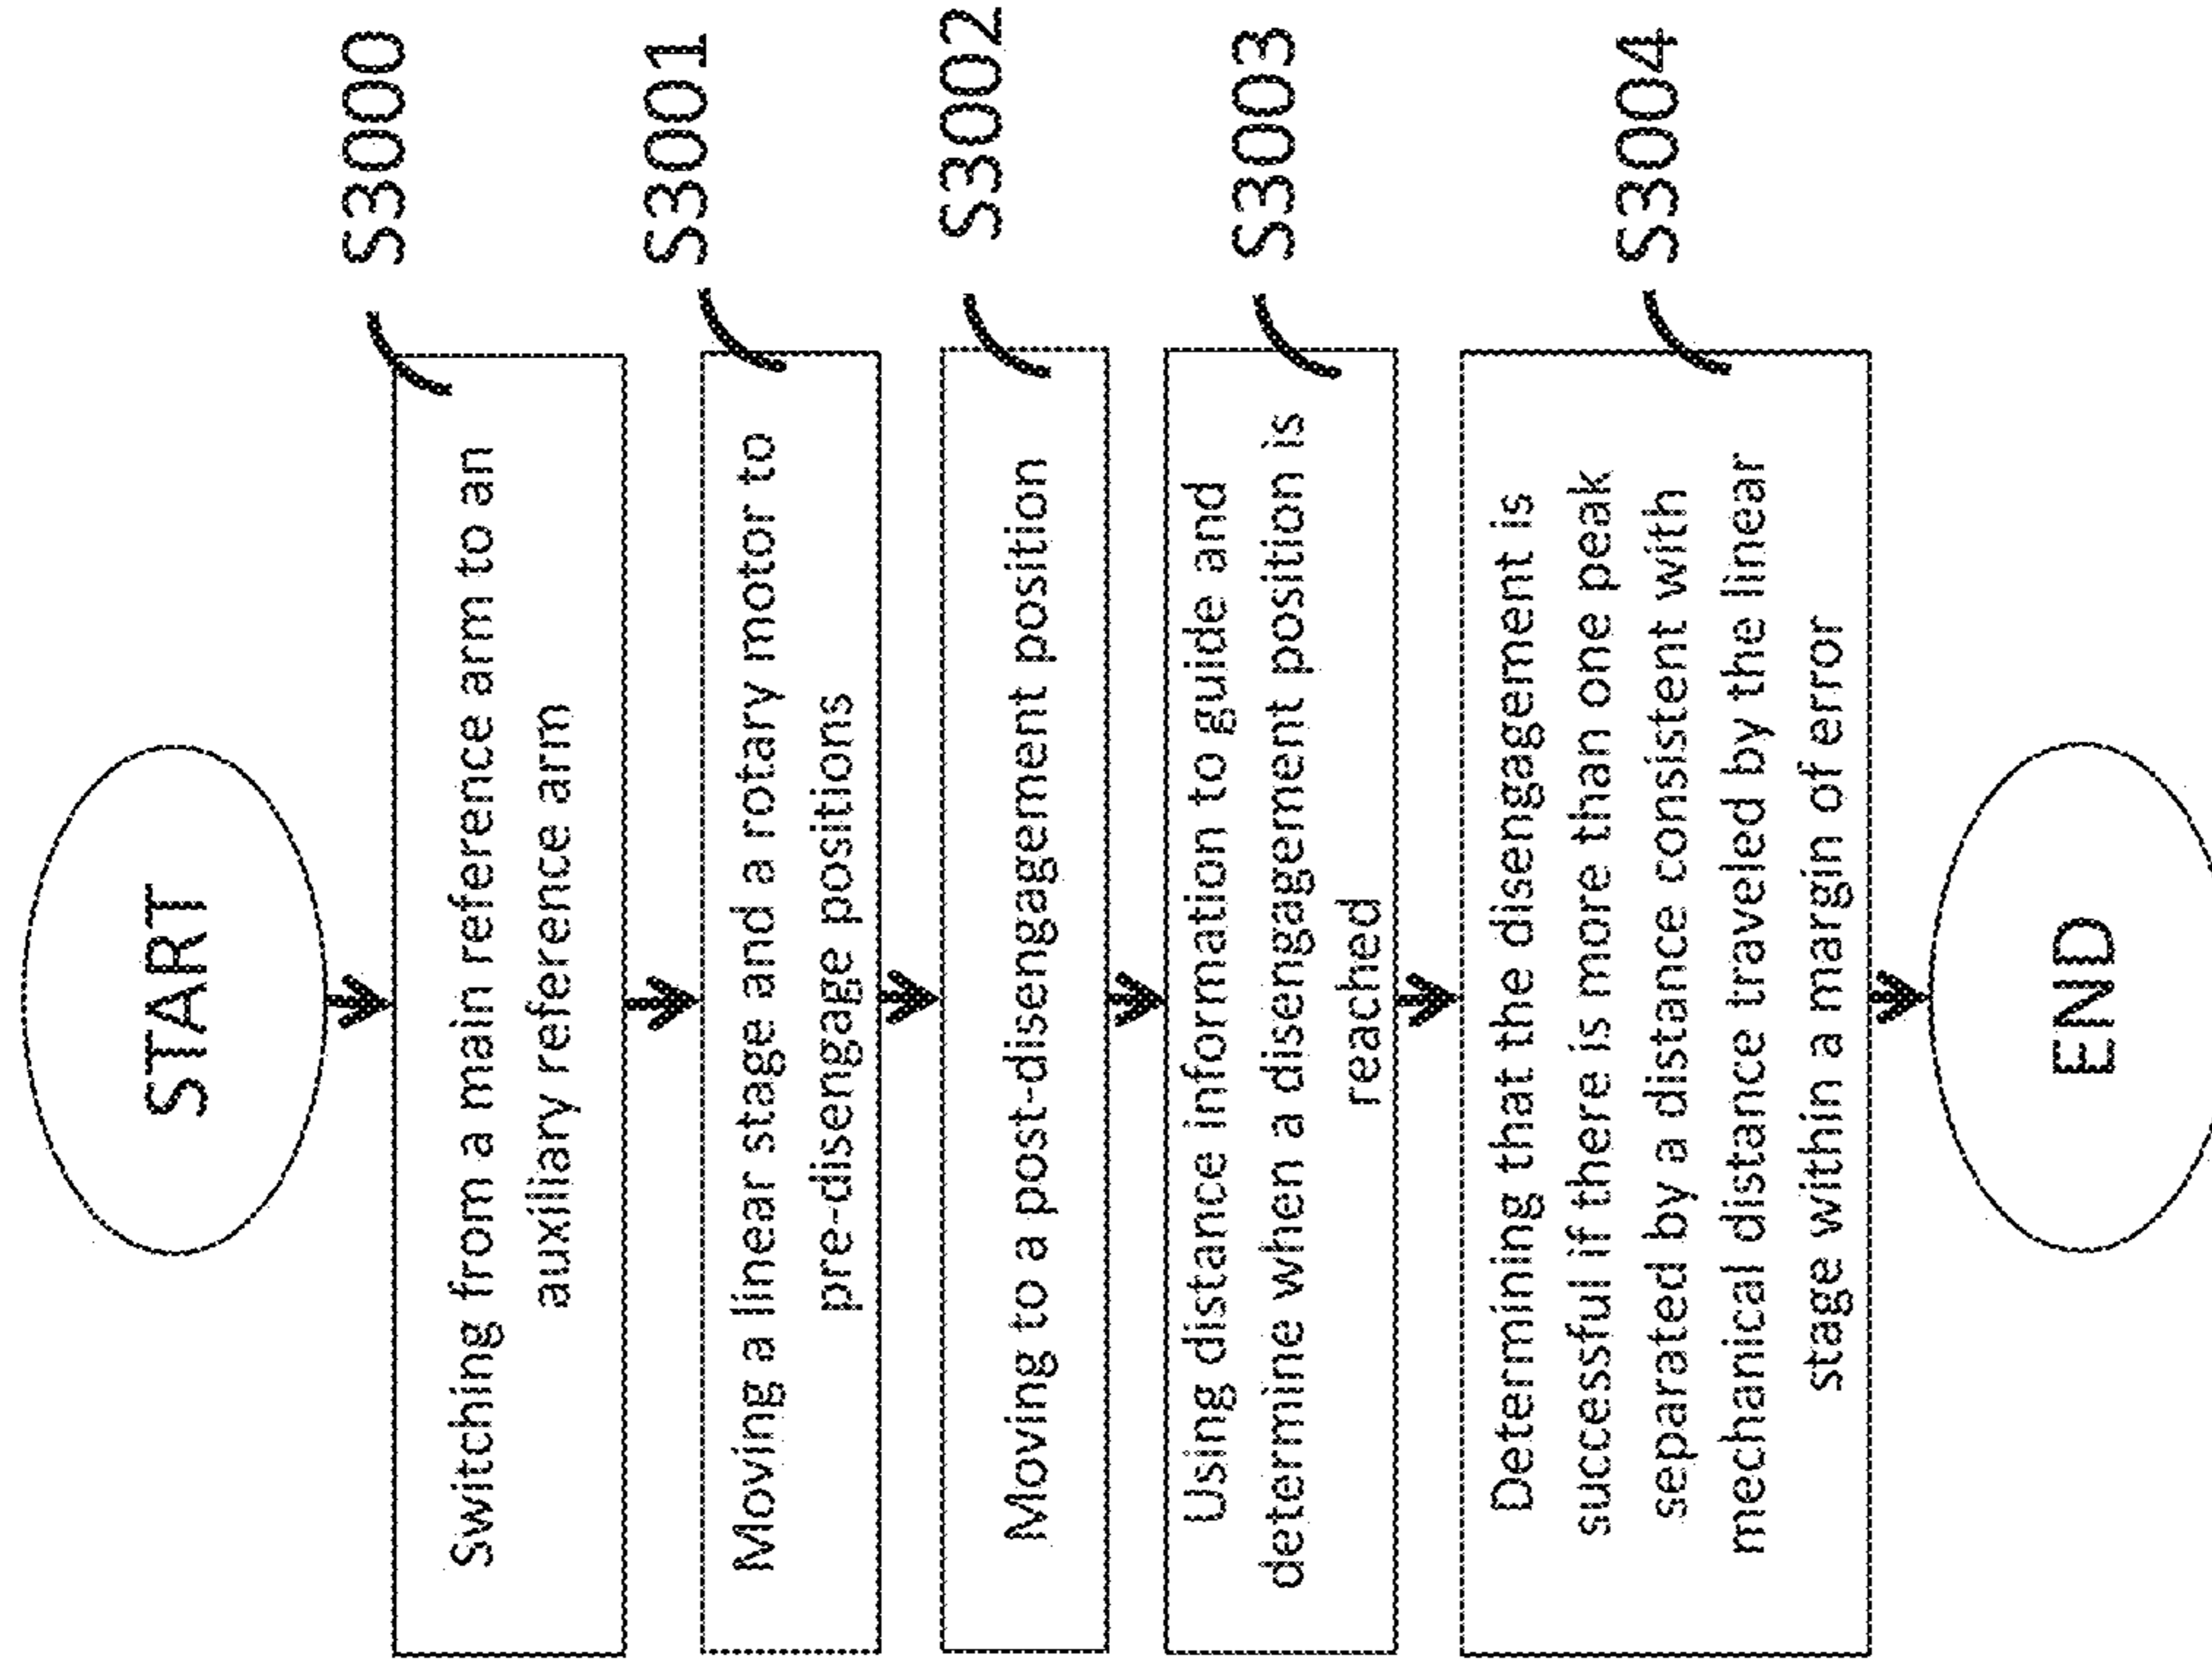 START
S3000
Switching from a main reference arm to an
auxiliary reference arm
S3001
Moving a linear stage and a rotary motor to
pre-disengage positions
S3002
Moving to a post-disengagement position
S3003
Using distance information to guide and
determine when a disengagement position is
reached
S3004
Determining that the disengagement is
successful if there is more than one peak
separated by a distance consistent with
mechanical distance traveled by the linear
stage within a margin of error
END